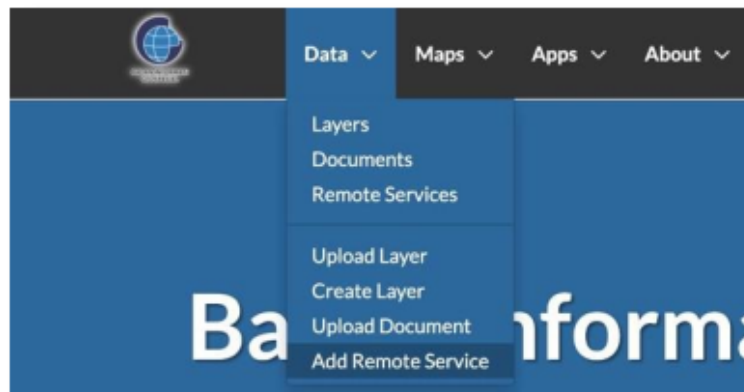 Data Maps Apps About
Layers
Documents
Remote Services
Upload Layer
Create Layer
Upload Document
Add Remote Service
Ba nforma